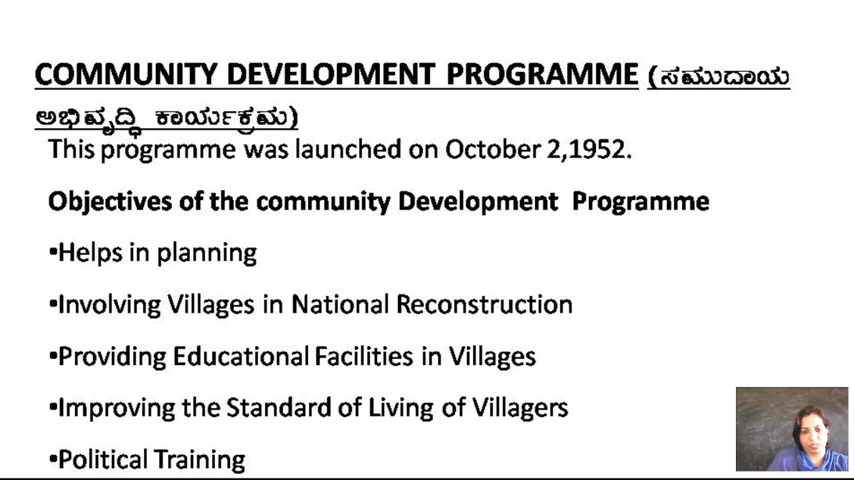 COMMUNITY DEVELOPMENT PROGRAMME (ಸಮುದಾಯ
ಅಭಿವೃದ್ಧಿ ಕಾರ್ಯಕ್ರಮ)
This programme was launched on October 2,1952.
Objectives of the community Development Programme
•Helps in planning
•Involving Villages in National Reconstruction
•Providing Educational Facilities in Villages
•Improving the Standard of Living of Villagers
•Political Training